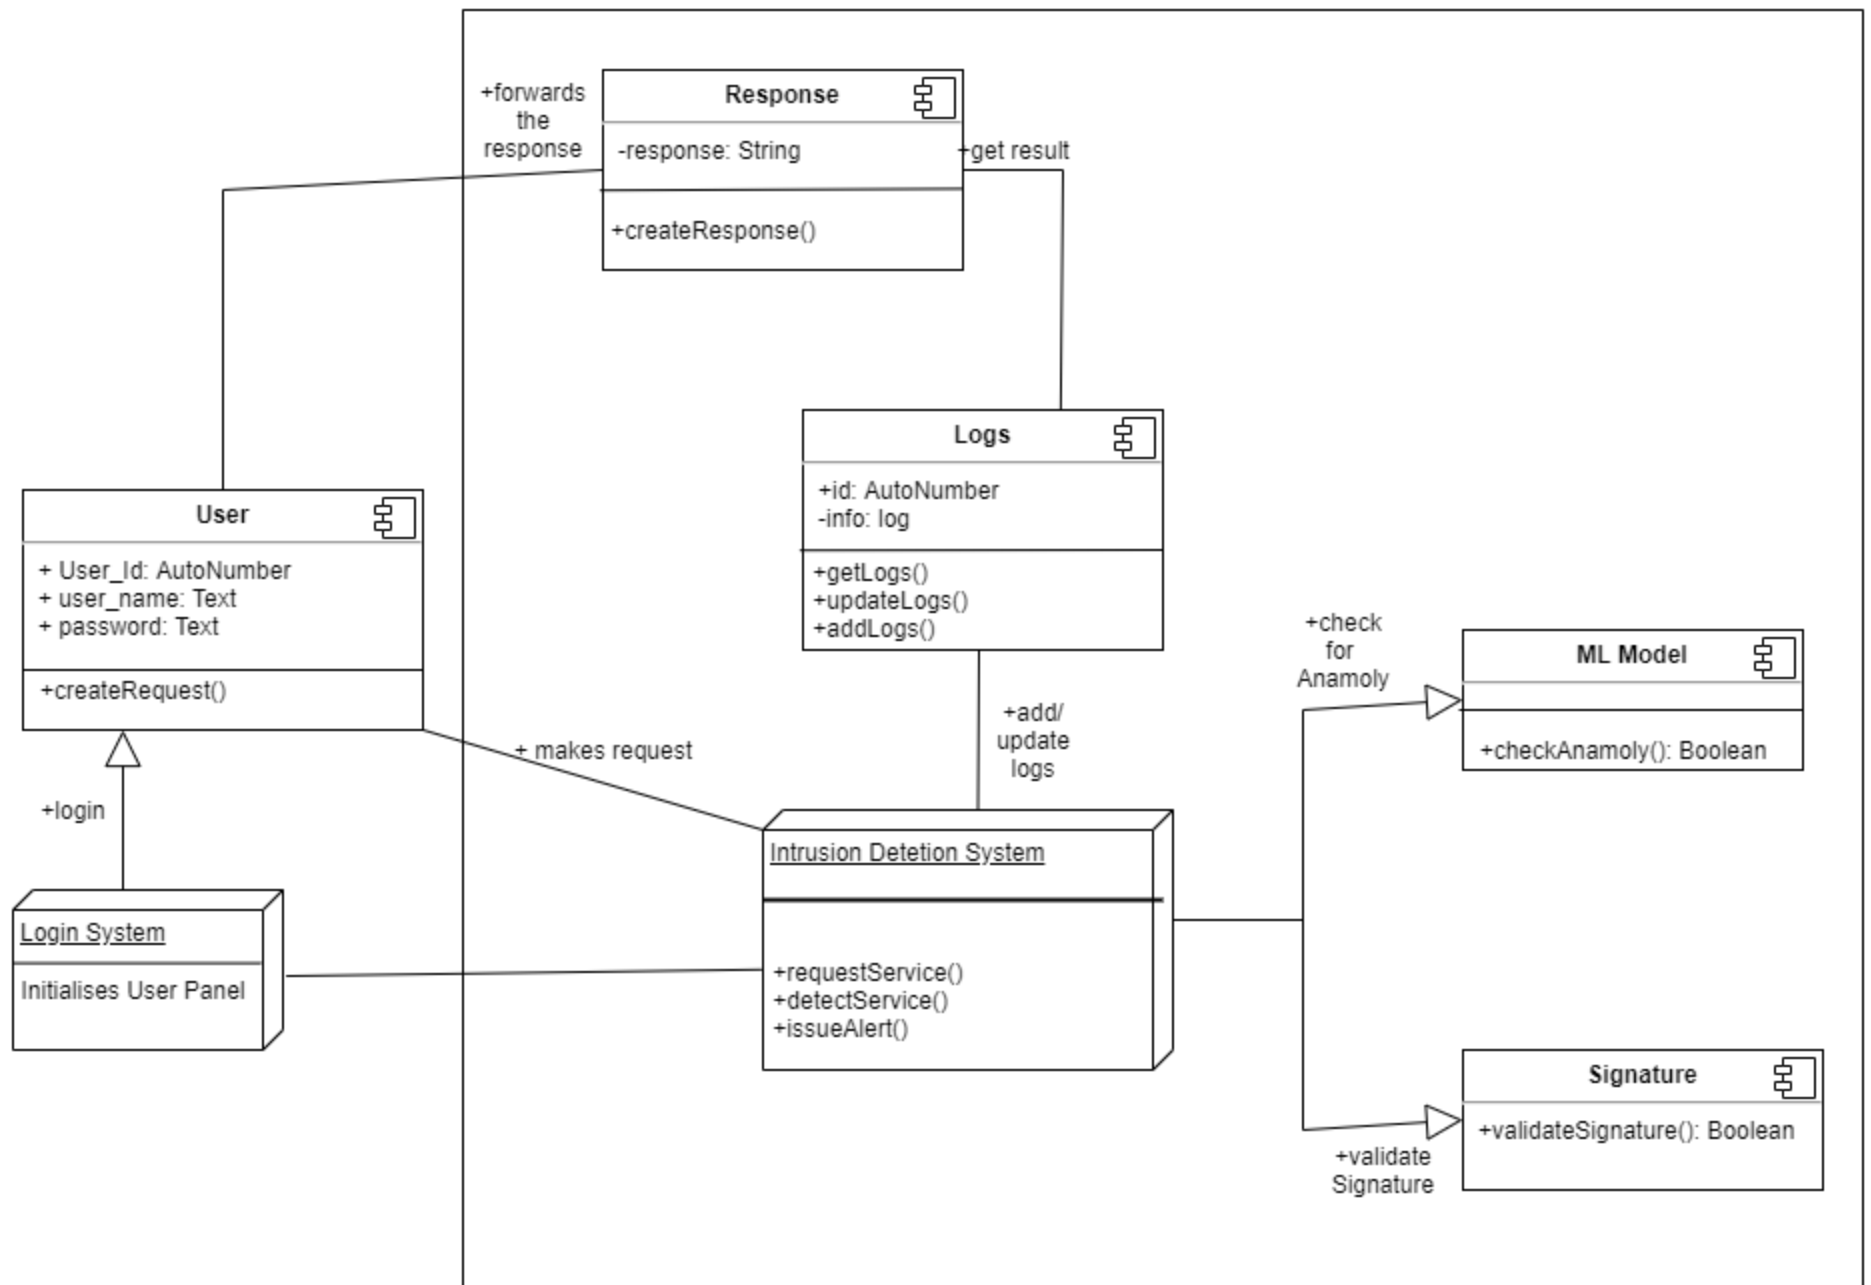 +forwards
the
response
Response
-response: String
+createResponse()
+get result
Logs
+id: AutoNumber
-info: log
+getLogs()
+updateLogs()
+addLogs()
User
+ User_Id: AutoNumber
+ user_name: Text
+ password: Text
+createRequest()
+check
for
Anamoly
ML Model
+checkAnamoly(): Boolean
+ makes request
+add/
update
logs
+login
Intrusion Detetion System
+requestService()
+detectService()
+issueAlert()
Login System
Initialises User Panel
Signature
+validateSignature(): Boolean
+validate
Signature